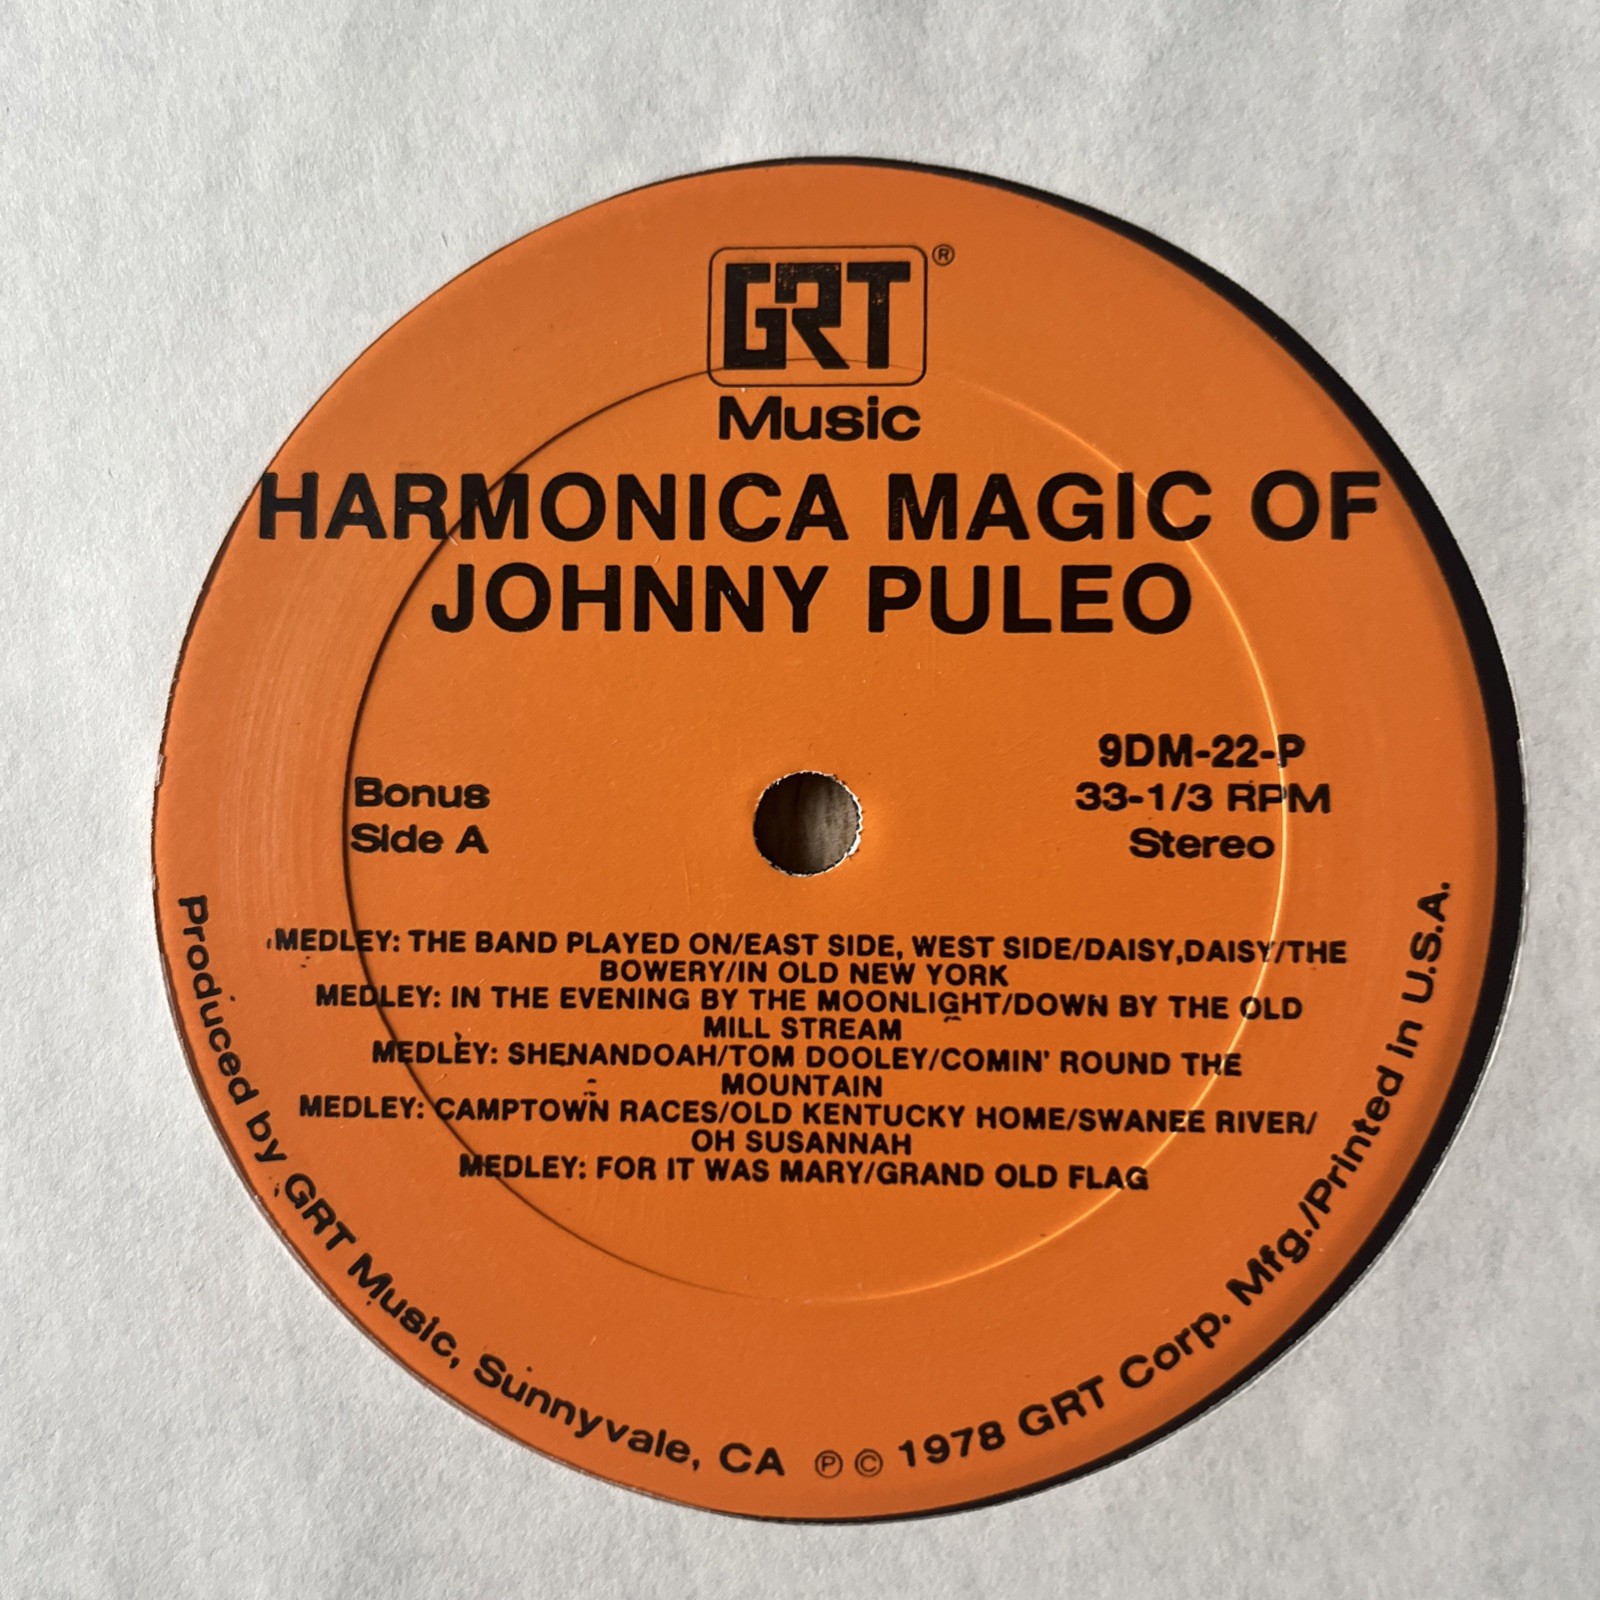 GRT®
Music
HARMONICA MAGIC OF
JOHNNY PULEO
Bonus
Side A
9DM-22-P
33-1/3 RPM
Stereo
MEDLEY: THE BAND PLAYED ON/EAST SIDE, WEST SIDE/DAISY,DAISY/THE
BOWERY/IN OLD NEW YORK
MEDLEY: IN THE EVENING BY THE MOONLIGHT/DOWN BY THE OLD
MILL STREAM
MEDLEY: SHENANDOAH/TOM DOOLEY/COMIN' ROUND THE
MOUNTAIN
MEDLEY: CAMPTOWN RACES/OLD KENTUCKY HOME/SWANEE RIVER/
OH SUSANNAH
MEDLEY: FOR IT WAS MARY/GRAND OLD FLAG
Produced by GRT Music, Sunnyvale, CA ℗ © 1978 GRT Corp. Mfg./Printed in U.S.A.